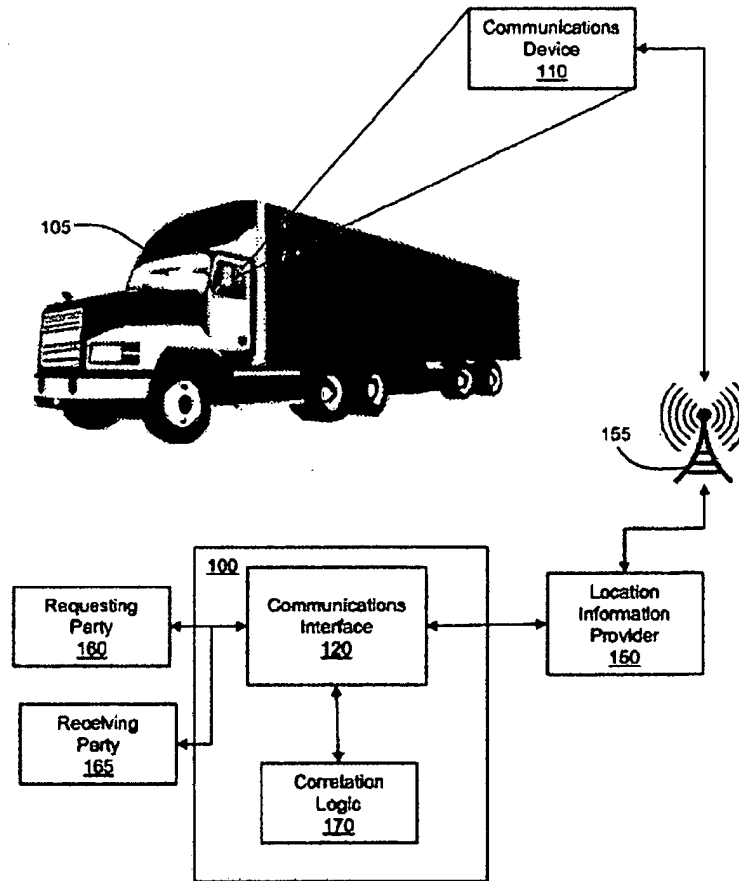 Communications
Device
110
105
155
100
Communications
Interface
120
Requesting
Party
160
Location
Information
Provider
150
Receiving
Party
165
Correlation
Logic
170